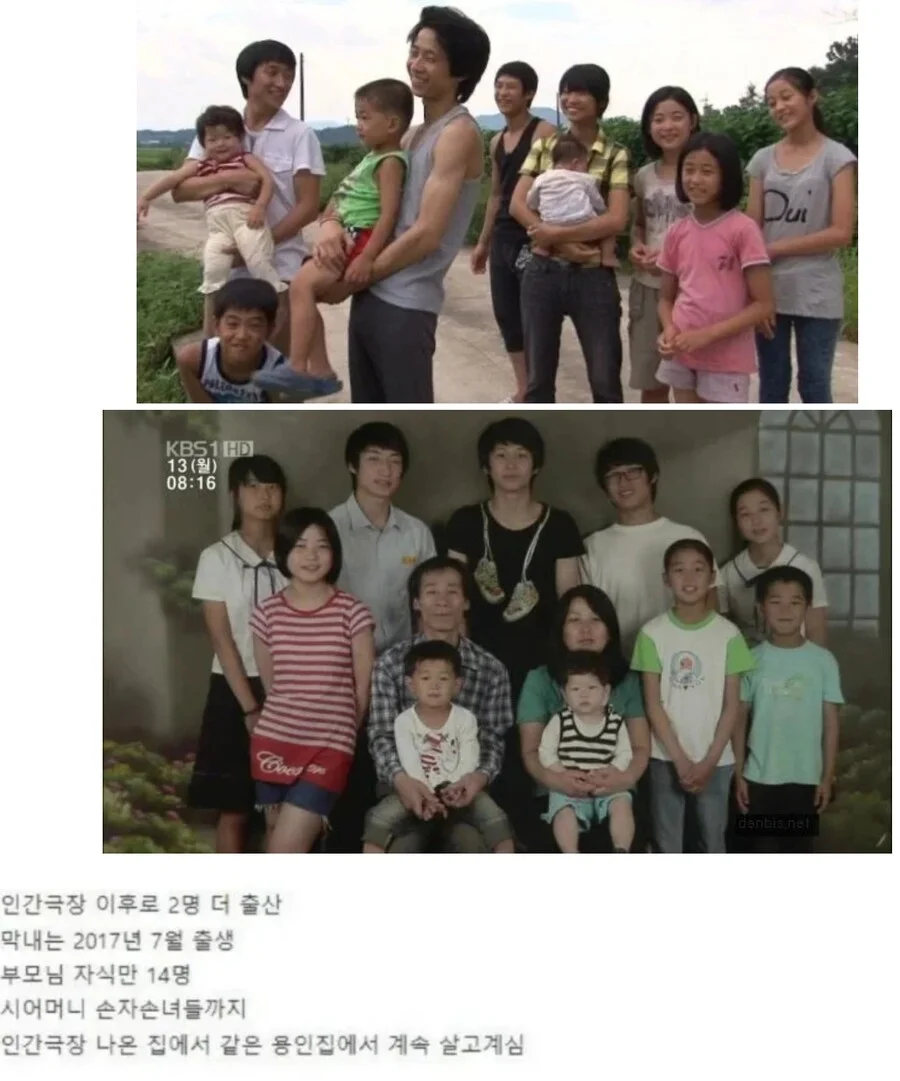 Oui
KBS1 HD
13(월)
08:16
danbis.net
인간극장 이후로 2명 더 출산
막내는 2017년 7월 출생
부모님 자식만 14명
시어머니 손자손녀들까지
인간극장 나온 집에서 같은 용인집에서 계속 살고계심